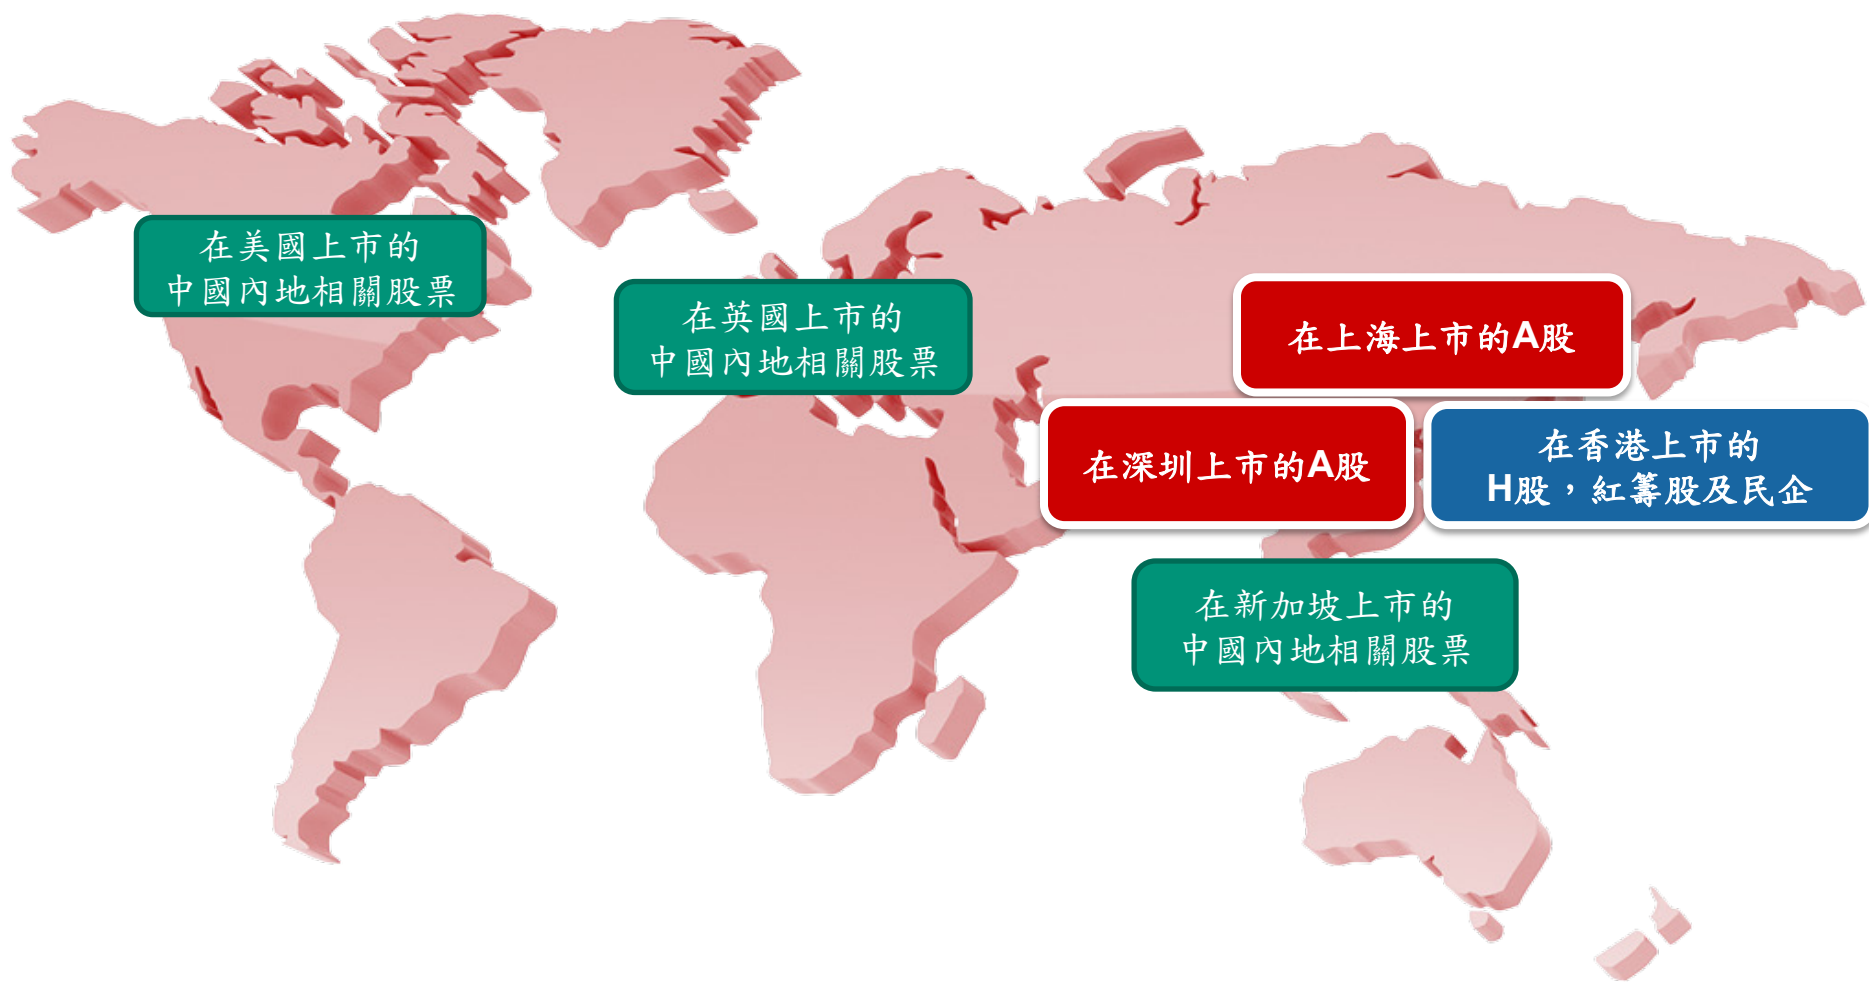 在美國上市的
中國內地相關股票
在英國上市的
中國內地相關股票
在上海上市的A股
在深圳上市的A股
在香港上市的
H股，紅籌股及民企
在新加坡上市的
中國內地相關股票